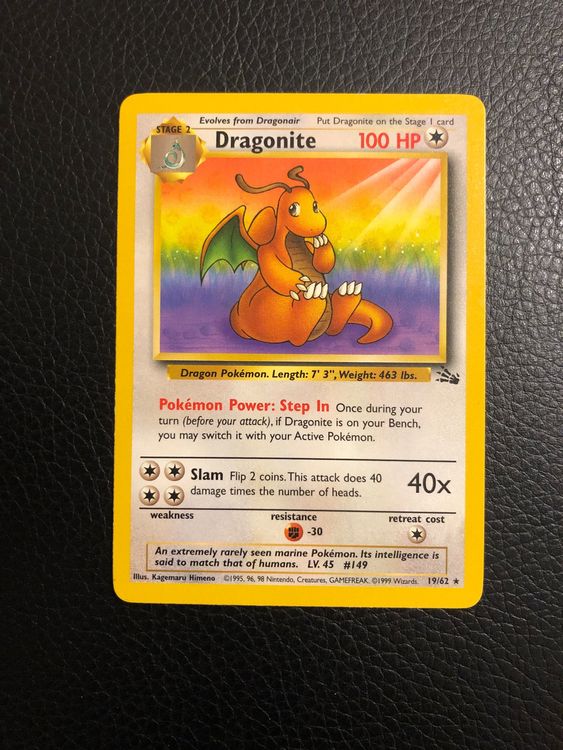 Evolves from Dragonair Put Dragonite on the Stage 1 card
STAGE 2
Dragonite 100 HP
Dragon Pokémon. Length: 7' 3", Weight: 463 lbs.
Pokémon Power: Step In Once during your
turn (before your attack), if Dragonite is on your Bench,
you may switch it with your Active Pokémon.
Slam Flip 2 coins. This attack does 40
damage times the number of heads.
40x
weakness resistance retreat cost
-30
An extremely rarely seen marine Pokémon. Its intelligence is
said to match that of humans. LV. 45 #149
Illus. Kagemaru Himeno ©1995, 96, 98 Nintendo, Creatures, GAMEFREAK. ©1999 Wizards. 19/62 ★